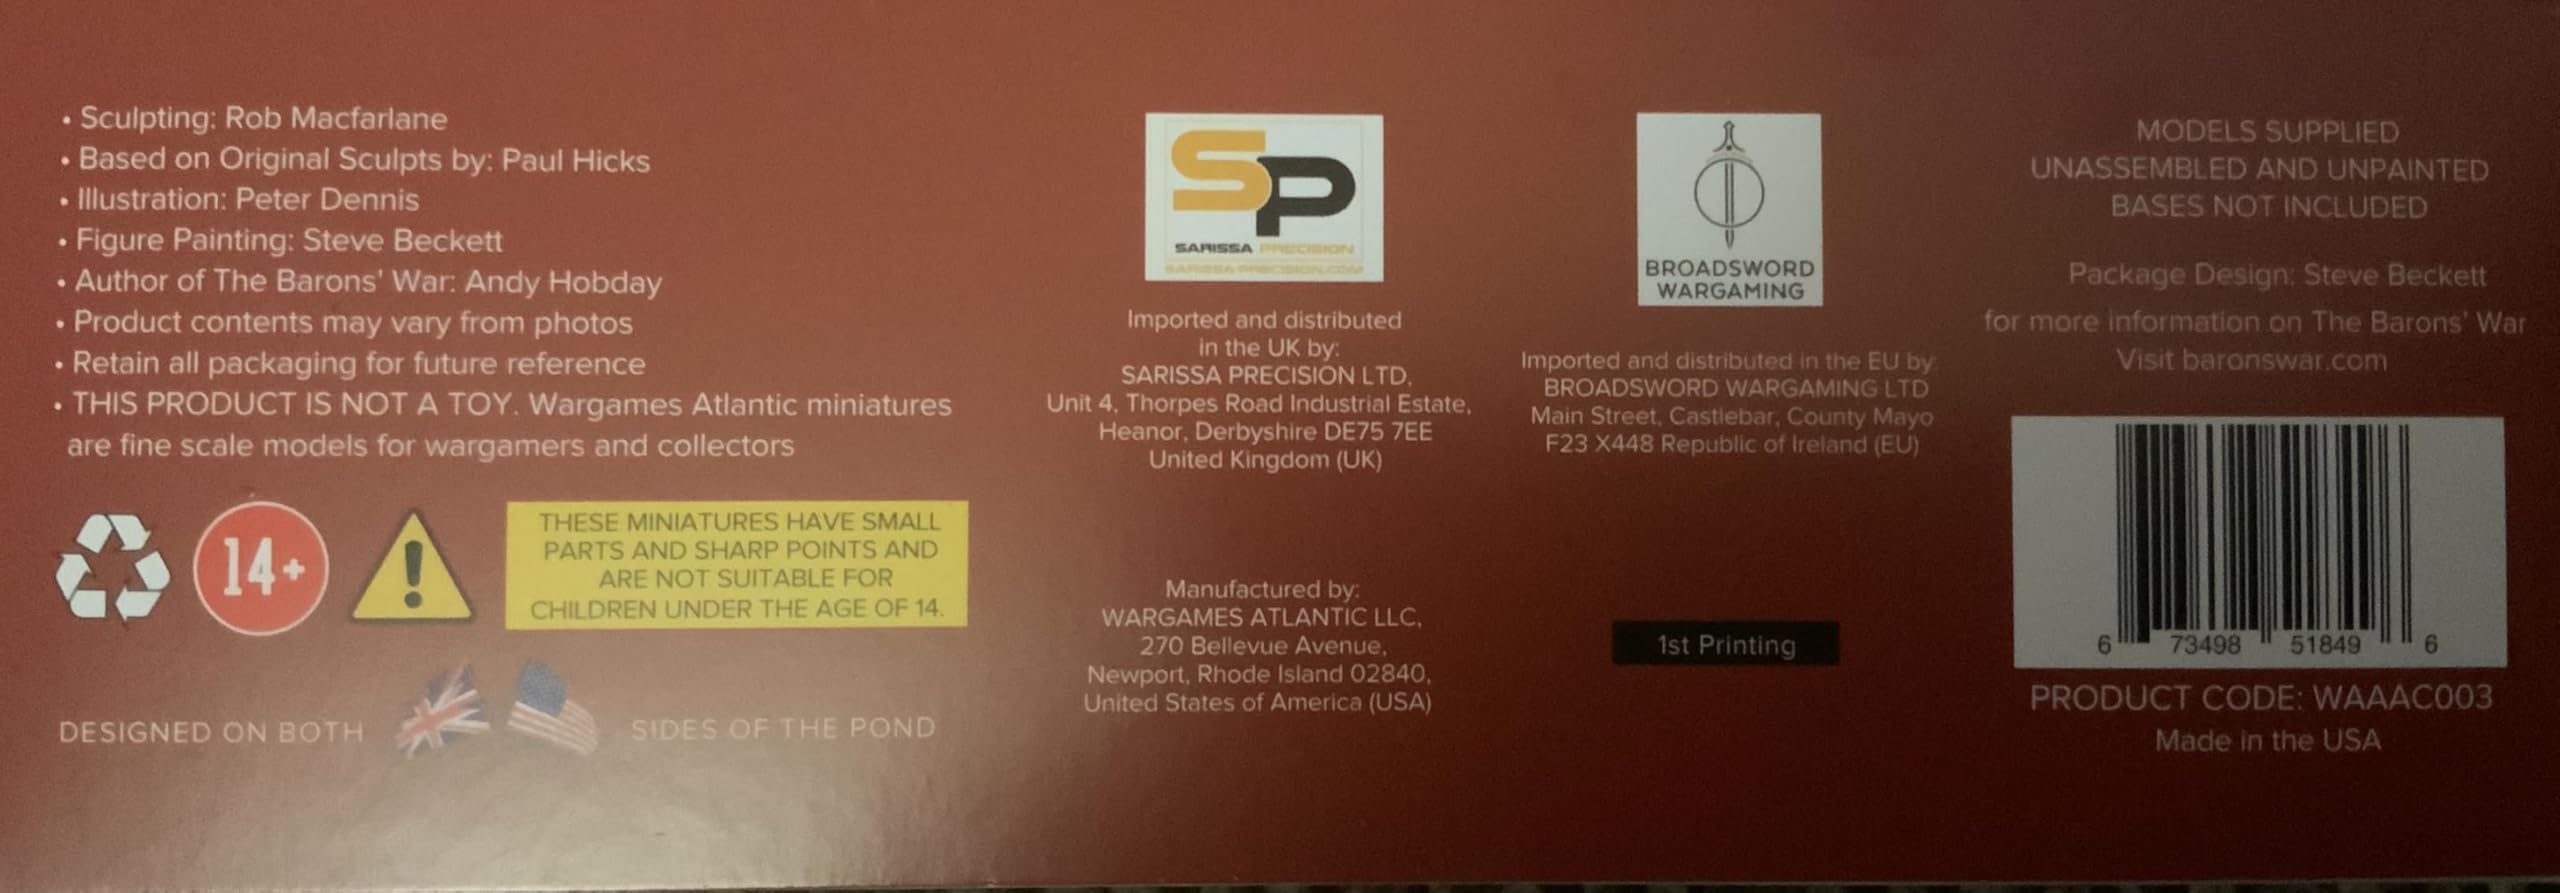 • Sculpting: Rob Macfarlane
• Based on Original Sculpts by: Paul Hicks
• Illustration: Peter Dennis
• Figure Painting: Steve Beckett
• Author of The Barons' War: Andy Hobday
• Product contents may vary from photos
• Retain all packaging for future reference
• THIS PRODUCT IS NOT A TOY. Wargames Atlantic miniatures
are fine scale models for wargamers and collectors
14+
THESE MINIATURES HAVE SMALL
PARTS AND SHARP POINTS AND
ARE NOT SUITABLE FOR
CHILDREN UNDER THE AGE OF 14.
DESIGNED ON BOTH SIDES OF THE POND
SP
SARISSA PRECISION
SARISSA-PRECISION.COM
Imported and distributed
in the UK by:
SARISSA PRECISION LTD,
Unit 4, Thorpes Road Industrial Estate,
Heanor, Derbyshire DE75 7EE
United Kingdom (UK)
Manufactured by:
WARGAMES ATLANTIC LLC,
270 Bellevue Avenue,
Newport, Rhode Island 02840,
United States of America (USA)
BROADSWORD
WARGAMING
Imported and distributed in the EU by:
BROADSWORD WARGAMING LTD
Main Street, Castlebar, County Mayo
F23 X448 Republic of Ireland (EU)
1st Printing
MODELS SUPPLIED
UNASSEMBLED AND UNPAINTED
BASES NOT INCLUDED
Package Design: Steve Beckett
for more information on The Barons' War
Visit baronswar.com
6 73498 51849 6
PRODUCT CODE: WAAAC003
Made in the USA